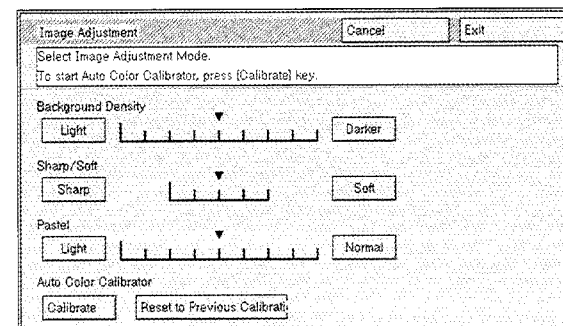 Image Adjustment Cancel Exit
Select Image Adjustment Mode.
To start Auto Color Calibrator, press [Calibrate] key.
Background Density
Light Darker
Sharp/Soft
Sharp Soft
Pastel
Light Normal
Auto Color Calibrator
Calibrate Reset to Previous Calibrati